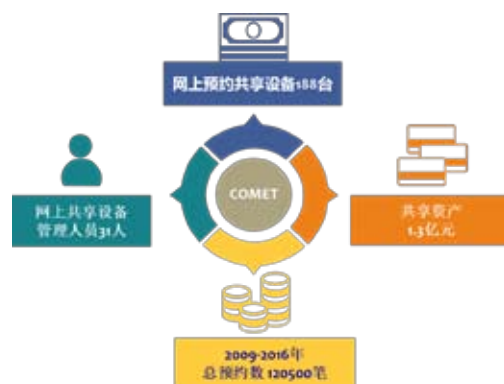 网上预约共享设备188台
网上共享设备
管理人员31人
COMET
共享资产
1.3亿元
2009-2016年
总预约数 120500笔